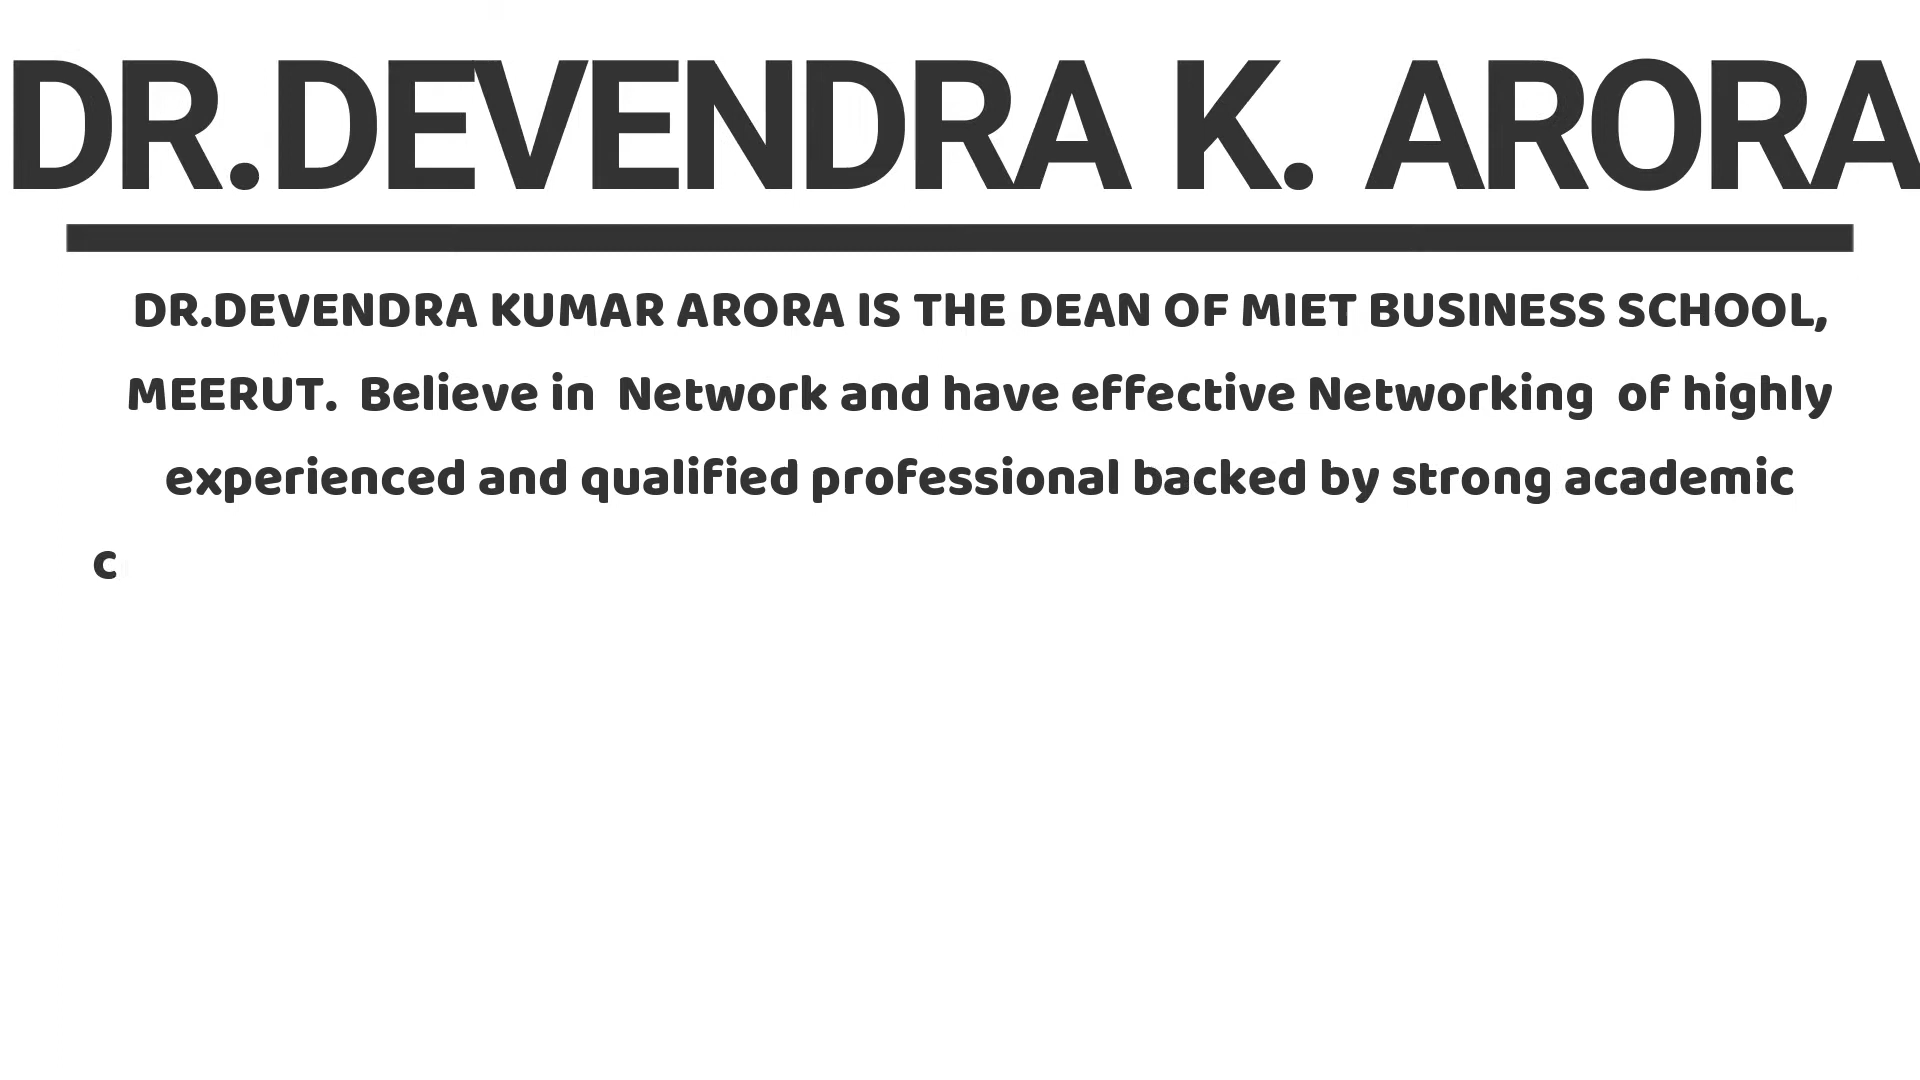 DR.DEVENDRA K. ARORA
DR.DEVENDRA KUMAR ARORA IS THE DEAN OF MIET BUSINESS SCHOOL,
MEERUT.  Believe in  Network and have effective Networking  of highly
experienced and qualified professional backed by strong academic
c